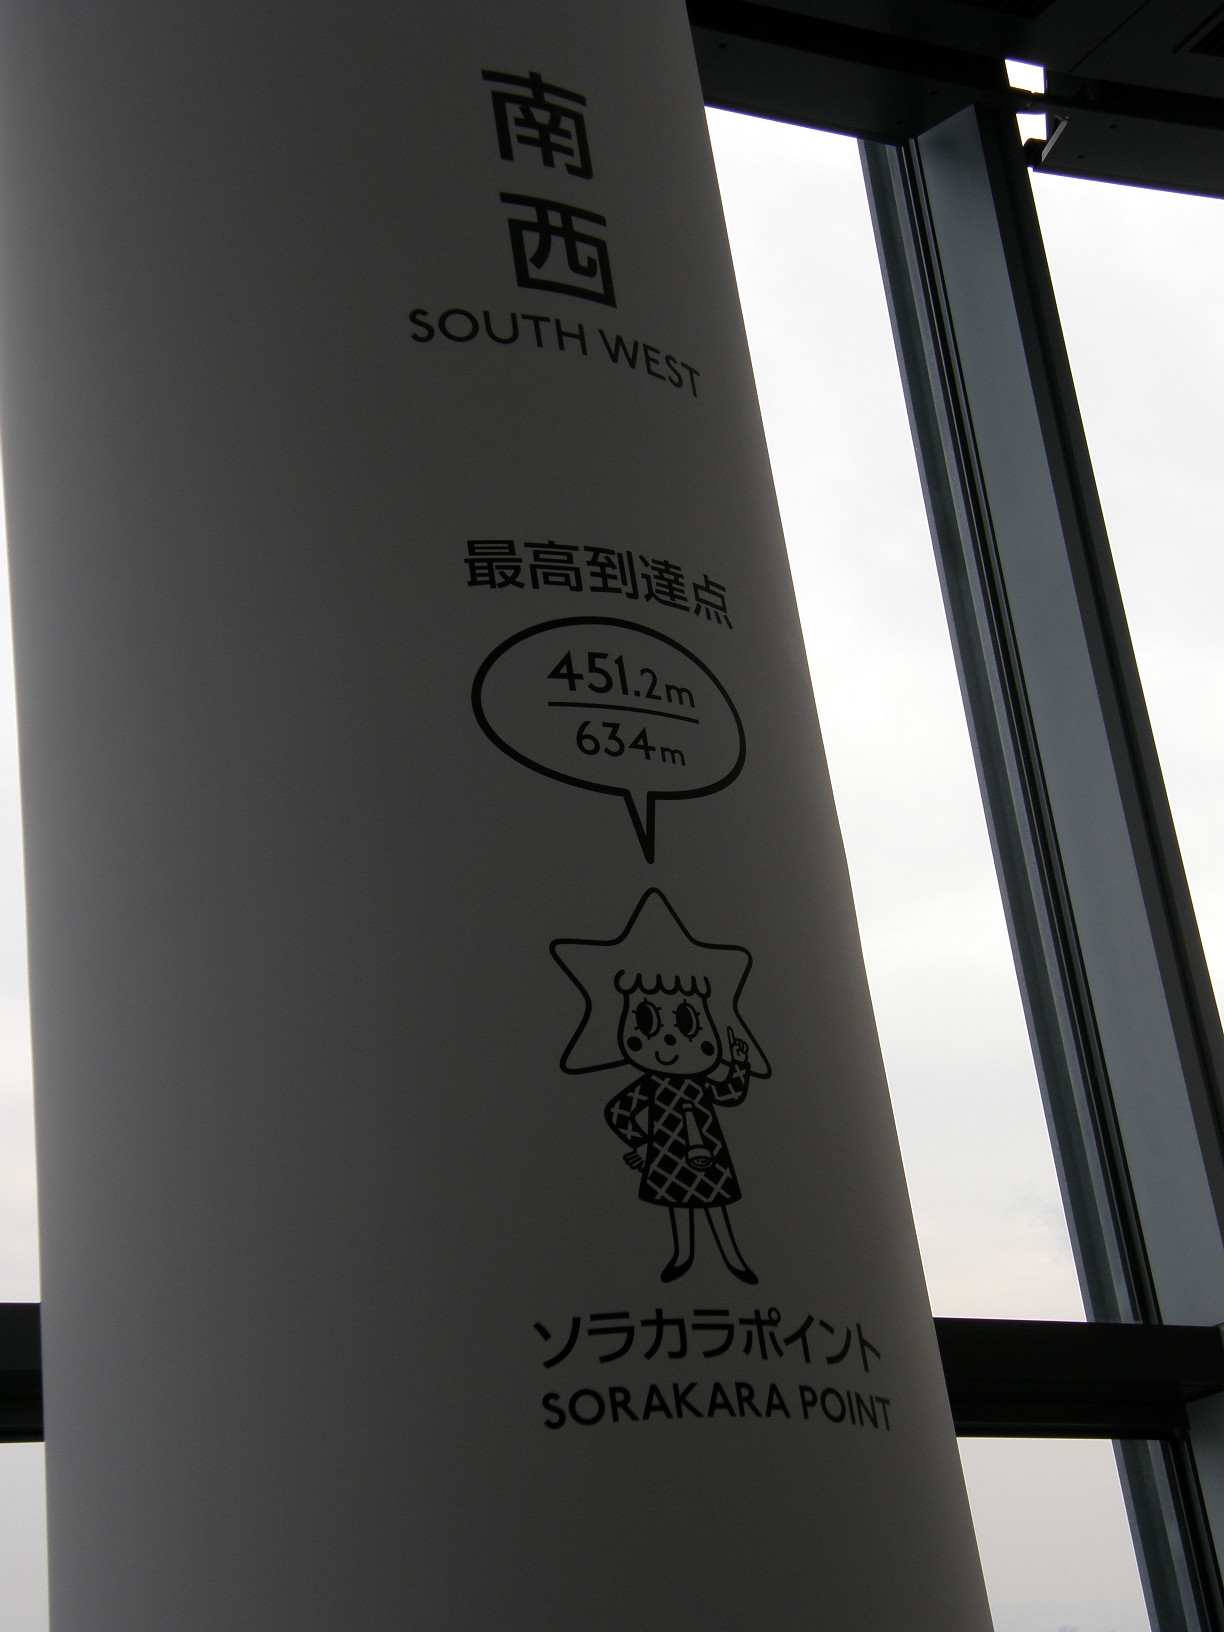 南
西
SOUTH WEST
最高到達点
451.2m
634m
ソラカラポイント
SORAKARA POINT